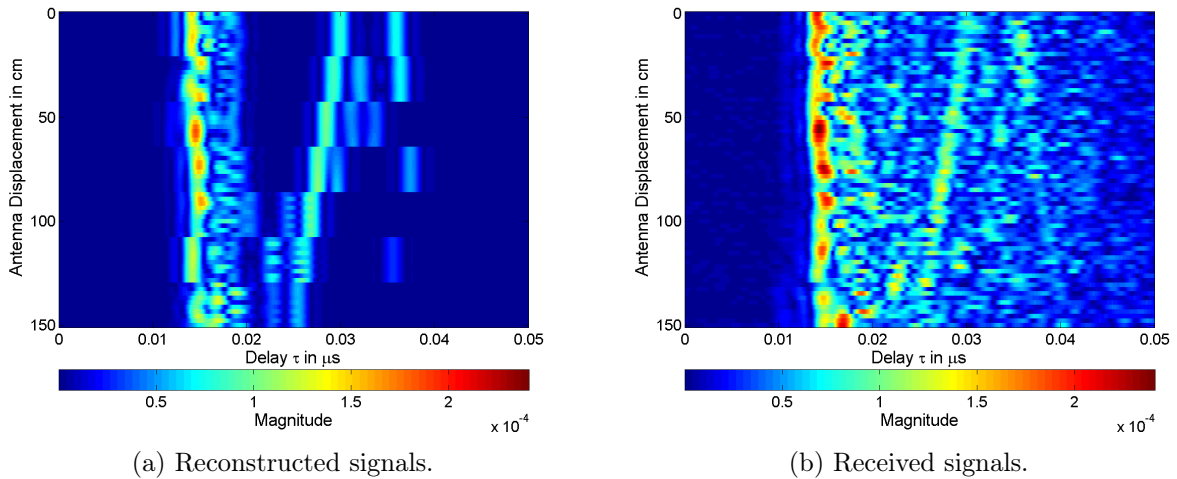 Antenna Displacement in cm
0
50
100
150
0 0.01 0.02 0.03 0.04 0.05
Delay τ in μs
0.5 1 1.5 2
Magnitude
x 10-4
(a) Reconstructed signals.
Antenna Displacement in cm
0
50
100
150
0 0.01 0.02 0.03 0.04 0.05
Delay τ in μs
0.5 1 1.5 2
Magnitude
x 10-4
(b) Received signals.